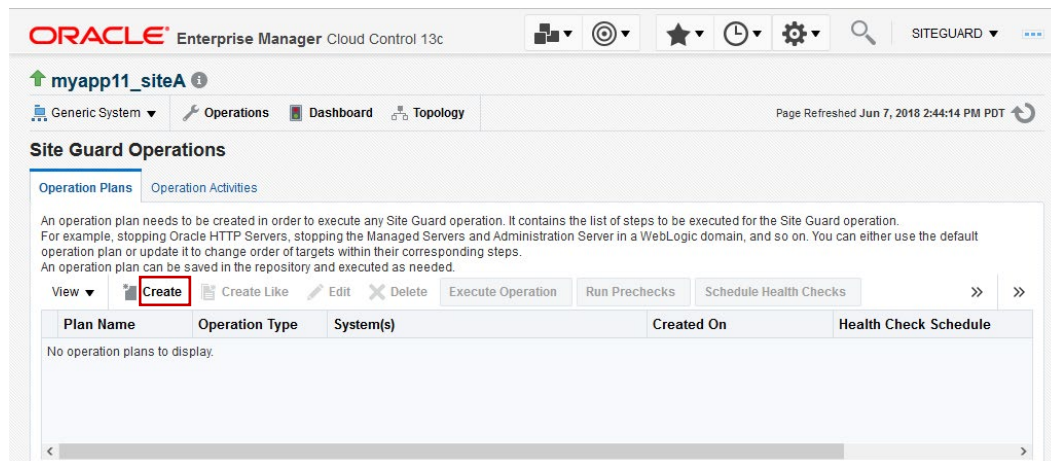 ORACLE Enterprise Manager Cloud Control 13c SITEGUARD
myapp11_siteA
Generic System Operations Dashboard Topology Page Refreshed Jun 7, 2018 2:44:14 PM PDT
Site Guard Operations
Operation Plans Operation Activities
An operation plan needs to be created in order to execute any Site Guard operation. It contains the list of steps to be executed for the Site Guard operation.
For example, stopping Oracle HTTP Servers, stopping the Managed Servers and Administration Server in a WebLogic domain, and so on. You can either use the default
operation plan or update it to change order of targets within their corresponding steps.
An operation plan can be saved in the repository and executed as needed.
View Create Create Like Edit Delete Execute Operation Run Prechecks Schedule Health Checks
Plan Name Operation Type System(s) Created On Health Check Schedule
No operation plans to display.